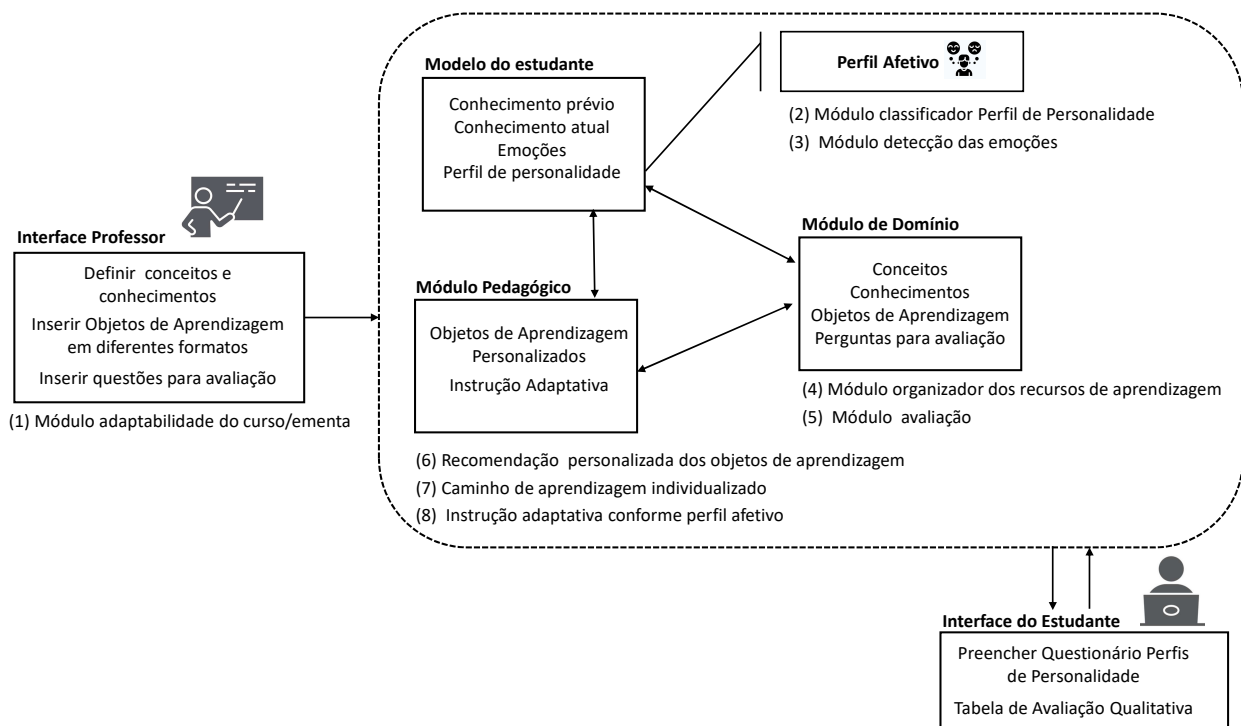 Perfil Afetivo
(2) Módulo classificador Perfil de Personalidade
(3) Módulo detecção das emoções
Modelo do estudante
Conhecimento prévio
Conhecimento atual
Emoções
Perfil de personalidade
Interface Professor
Definir conceitos e
conhecimentos
Inserir Objetos de Aprendizagem
em diferentes formatos
Inserir questões para avaliação
(1) Módulo adaptabilidade do curso/ementa
Módulo de Domínio
Conceitos
Conhecimentos
Objetos de Aprendizagem
Perguntas para avaliação
(4) Módulo organizador dos recursos de aprendizagem
(5) Módulo avaliação
Módulo Pedagógico
Objetos de Aprendizagem
Personalizados
Instrução Adaptativa
(6) Recomendação personalizada dos objetos de aprendizagem
(7) Caminho de aprendizagem individualizado
(8) Instrução adaptativa conforme perfil afetivo
Interface do Estudante
Preencher Questionário Perfis
de Personalidade
Tabela de Avaliação Qualitativa